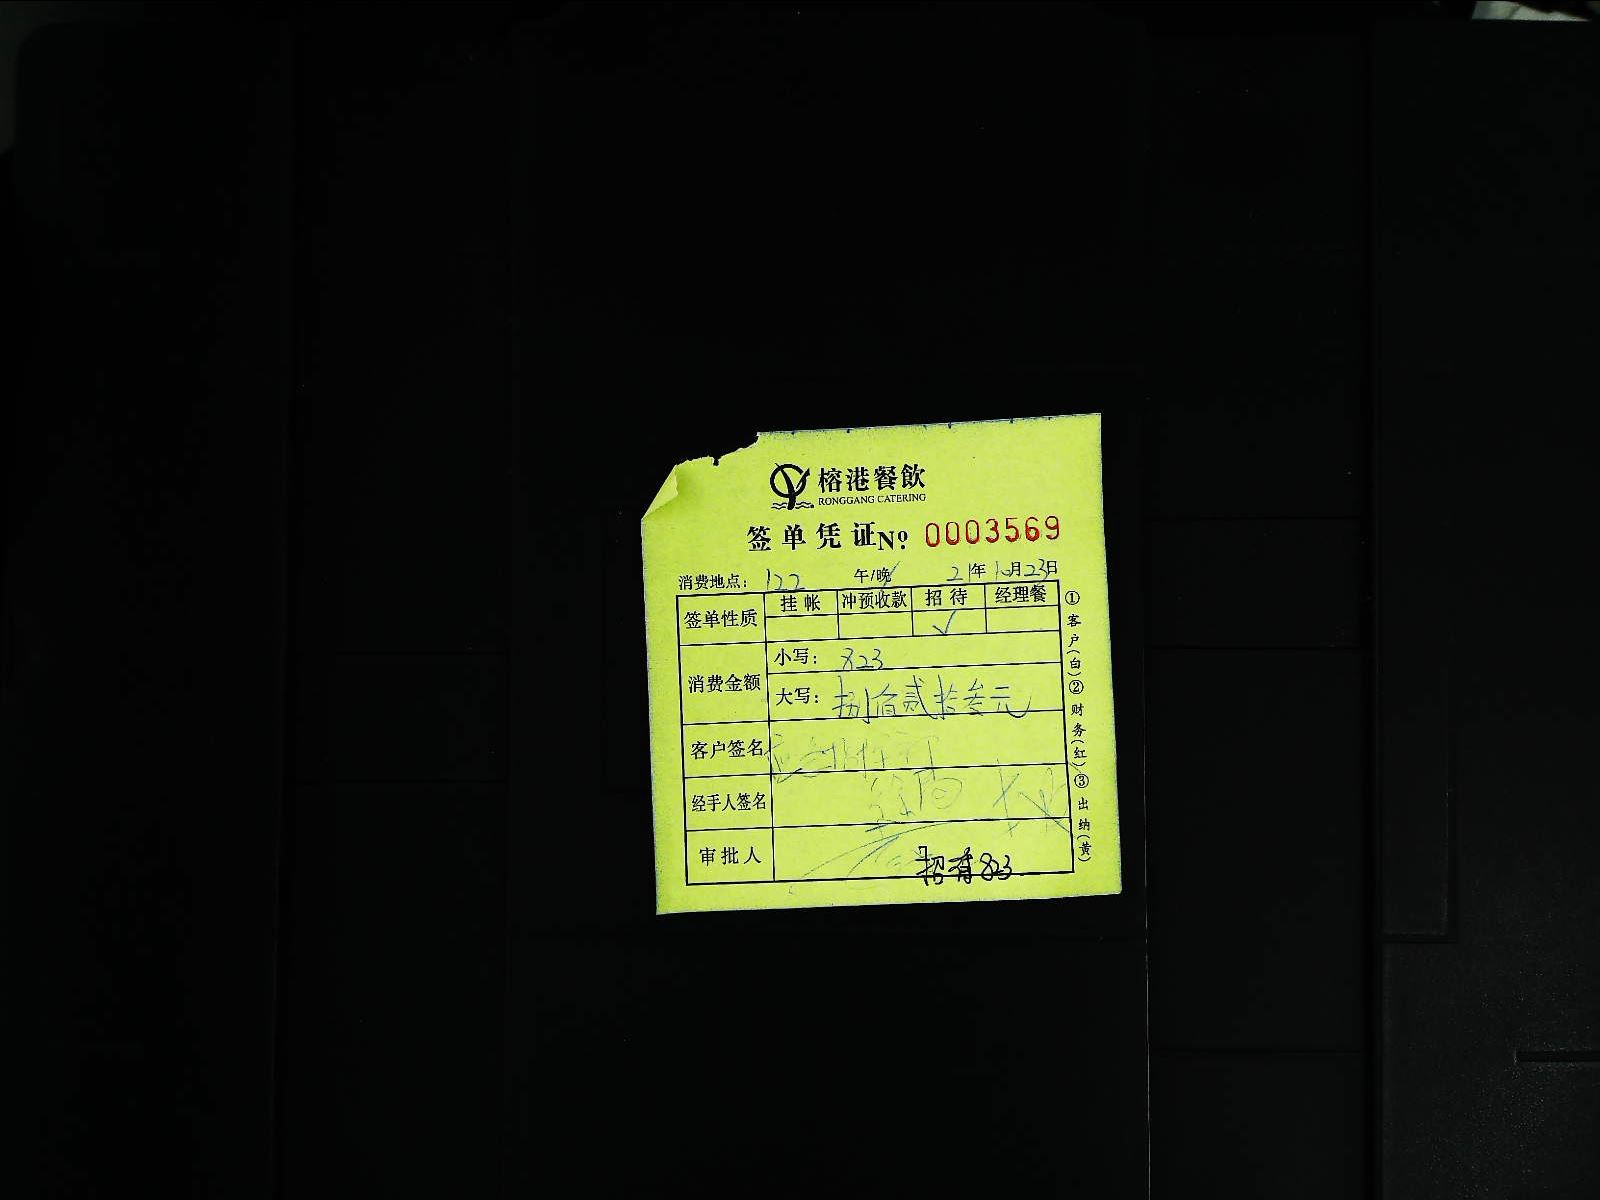 榕港餐飲
RONGGANG CATERING
签单凭证 Nº 0003569
消费地点: 122 午/晚 21年10月23日
签单性质 挂帐 冲预收款 招待 经理餐
√
消费金额 小写: 823
大写: 捌佰贰拾叁元
客户签名
经手人签名
审批人 招有823
①客户(白)②财务(红)③出纳(黄)